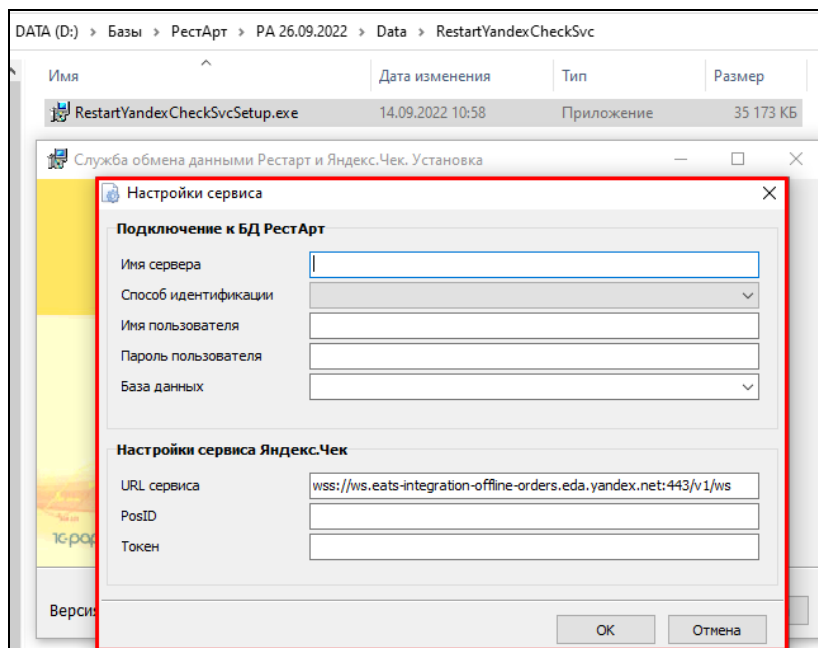 DATA (D:) > Базы > РестАрт > РА 26.09.2022 > Data > RestartYandexCheckSvc
Имя Дата изменения Тип Размер
RestartYandexCheckSvcSetup.exe 14.09.2022 10:58 Приложение 35 173 КБ
Служба обмена данными Рестарт и Яндекс.Чек. Установка
Настройки сервиса
Подключение к БД РестАрт
Имя сервера
Способ идентификации
Имя пользователя
Пароль пользователя
База данных
Настройки сервиса Яндекс.Чек
URL сервиса wss://ws.eats-integration-offline-orders.eda.yandex.net:443/v1/ws
PosID
Токен
OK Отмена